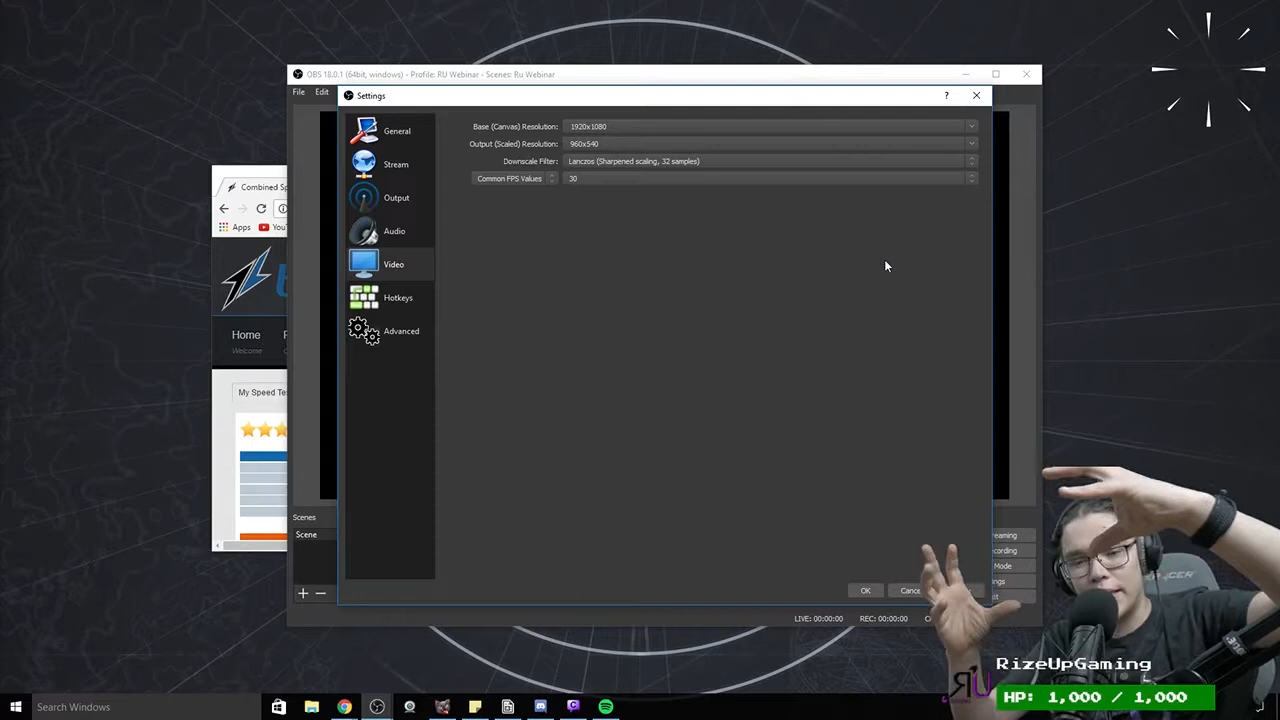 OBS 18.0.1 (64bit, windows) - Profile: RU Webinar - Scenes: Ru Webinar
File Edit
Settings
?
General
Stream
Output
Audio
Video
Hotkeys
Advanced
Base (Canvas) Resolution: 1920x1080
Output (Scaled) Resolution: 960x540
Downscale Filter: Lanczos (Sharpened scaling, 32 samples)
Common FPS Values 30
OK
LIVE: 00:00:00 REC: 00:00:00
Combined Sp
Apps
Home
Welcome
My Speed Te
Scenes
Scene
Mode
RizeUpGaming
HP: 1,000 / 1,000
Search Windows